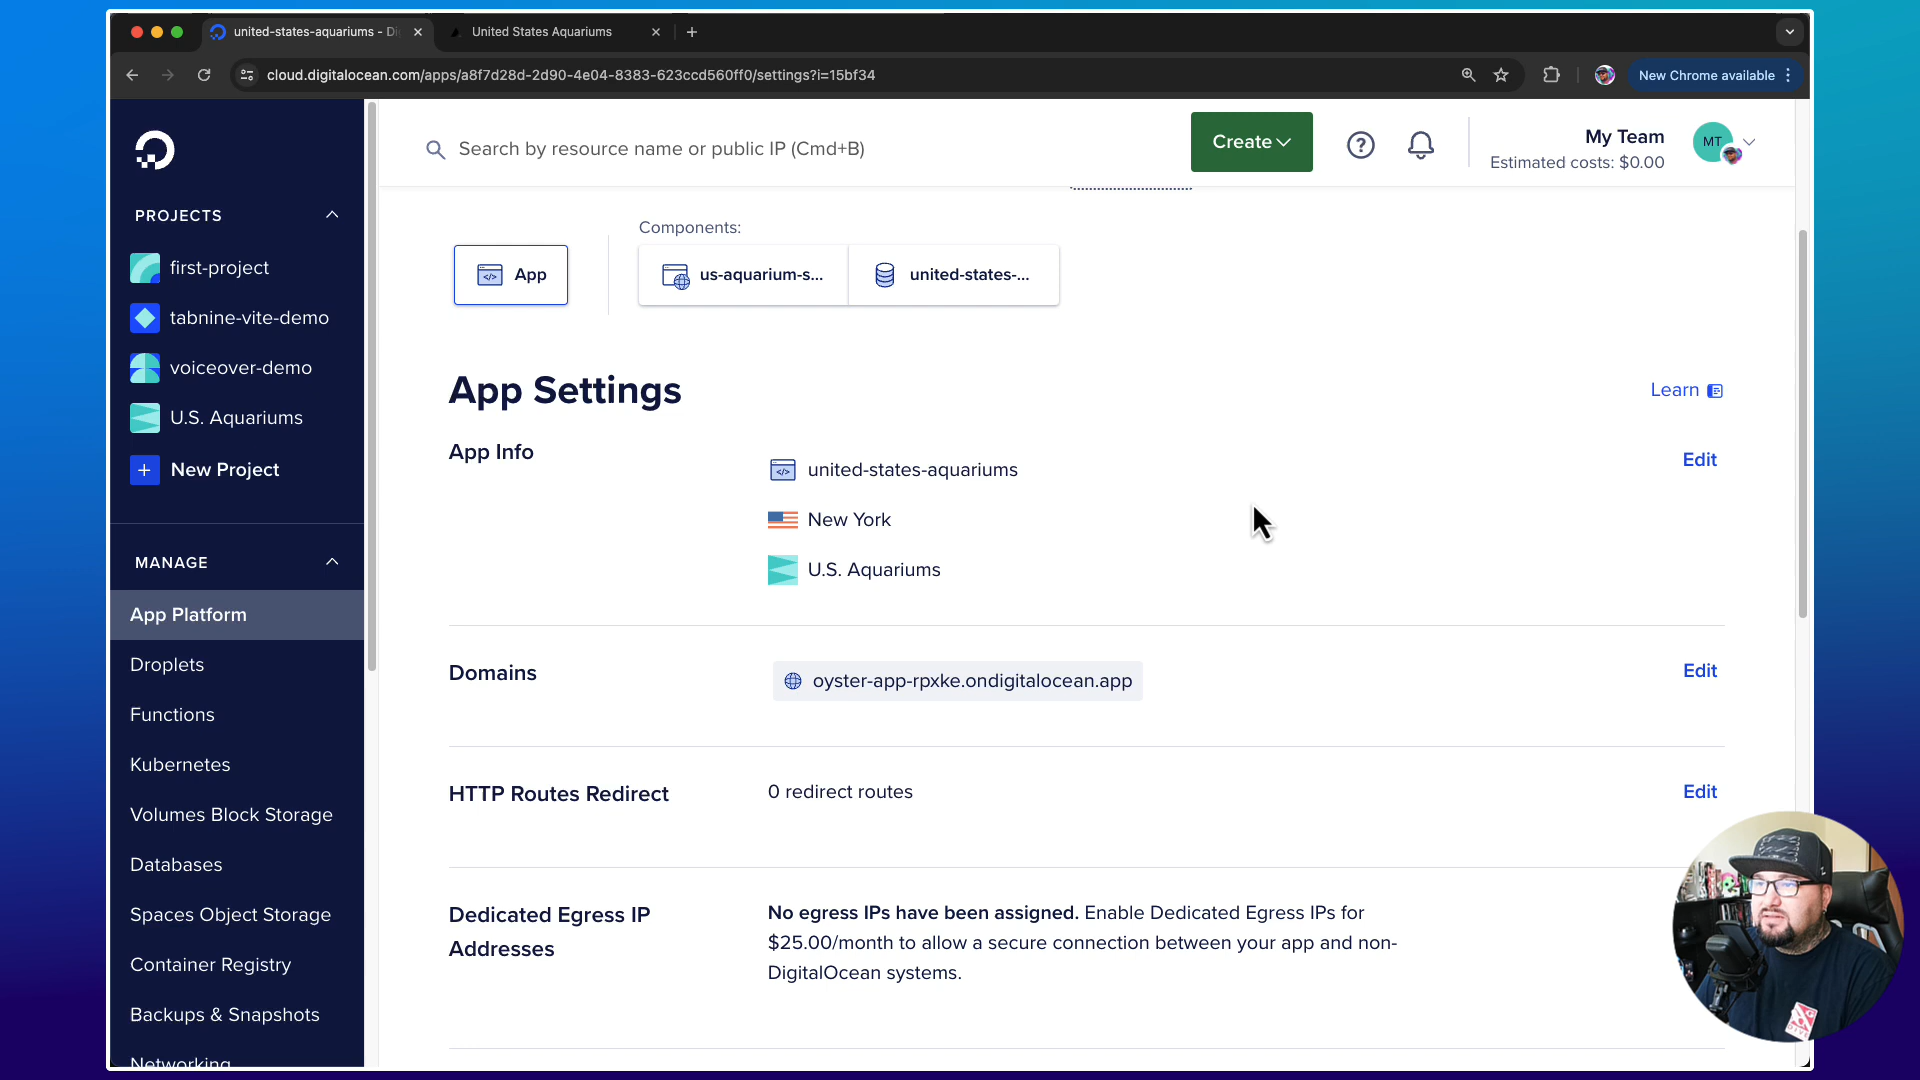 united-states-aquariums - Di
United States Aquariums
cloud.digitalocean.com/apps/a8f7d28d-2d90-4e04-8383-623ccd560ff0/settings?i=15bf34
New Chrome available
PROJECTS
first-project
tabnine-vite-demo
voiceover-demo
U.S. Aquariums
New Project
MANAGE
App Platform
Droplets
Functions
Kubernetes
Volumes Block Storage
Databases
Spaces Object Storage
Container Registry
Backups & Snapshots
Networking
Search by resource name or public IP (Cmd+B)
Create
My Team
Estimated costs: $0.00
MT
Components:
App
us-aquarium-s...
united-states-...
App Settings
Learn
App Info
united-states-aquariums
Edit
New York
U.S. Aquariums
Domains
oyster-app-rpxke.ondigitalocean.app
Edit
HTTP Routes Redirect
0 redirect routes
Edit
Dedicated Egress IP
Addresses
No egress IPs have been assigned. Enable Dedicated Egress IPs for
$25.00/month to allow a secure connection between your app and non-
DigitalOcean systems.